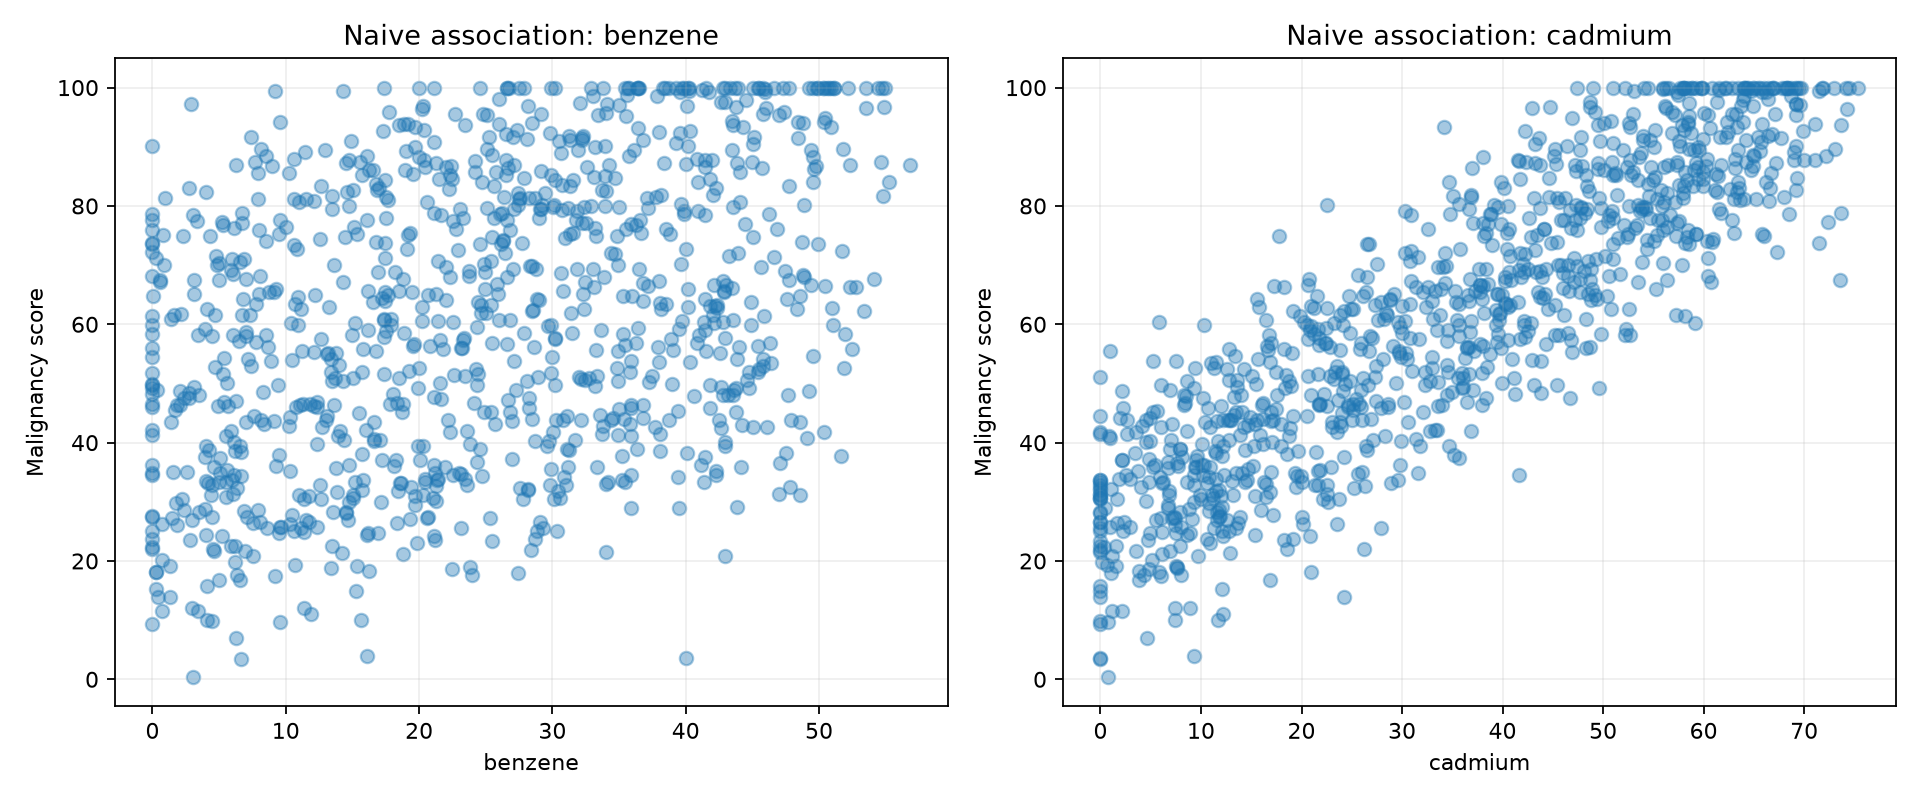 Naive association: benzene
Malignancy score
100
80
60
40
20
0
0 10 20 30 40 50
benzene
Naive association: cadmium
Malignancy score
100
80
60
40
20
0
0 10 20 30 40 50 60 70
cadmium